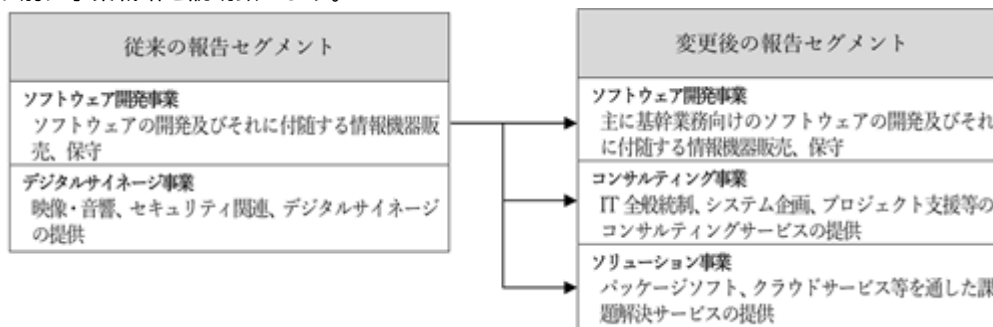 従来の報告セグメント
ソフトウェア開発事業
ソフトウェアの開発及びそれに付随する情報機器販
売、保守
デジタルサイネージ事業
映像・音響、セキュリティ関連、デジタルサイネージ
の提供
変更後の報告セグメント
ソフトウェア開発事業
主に基幹業務向けのソフトウェアの開発及びそれ
に付随する情報機器販売、保守
コンサルティング事業
IT 全般統制、システム企画、プロジェクト支援等の
コンサルティングサービスの提供
ソリューション事業
パッケージソフト、クラウドサービス等を通した課
題解決サービスの提供